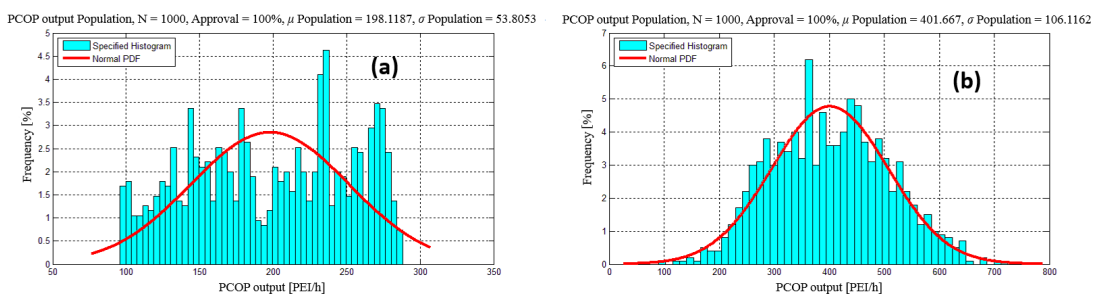 PCOP output Population, N = 1000, Approval = 100%, μ Population = 198.1187, σ Population = 53.8053
5
4.5
4
3.5
3
2.5
2
1.5
1
0.5
0
Frequency [%]
Specified Histogram
Normal PDF
(a)
50 100 150 200 250 300 350
PCOP output [PEI/h]
PCOP output Population, N = 1000, Approval = 100%, μ Population = 401.667, σ Population = 106.1162
7
6
5
4
3
2
1
0
Frequency [%]
Specified Histogram
Normal PDF
(b)
0 100 200 300 400 500 600 700 800
PCOP output [PEI/h]